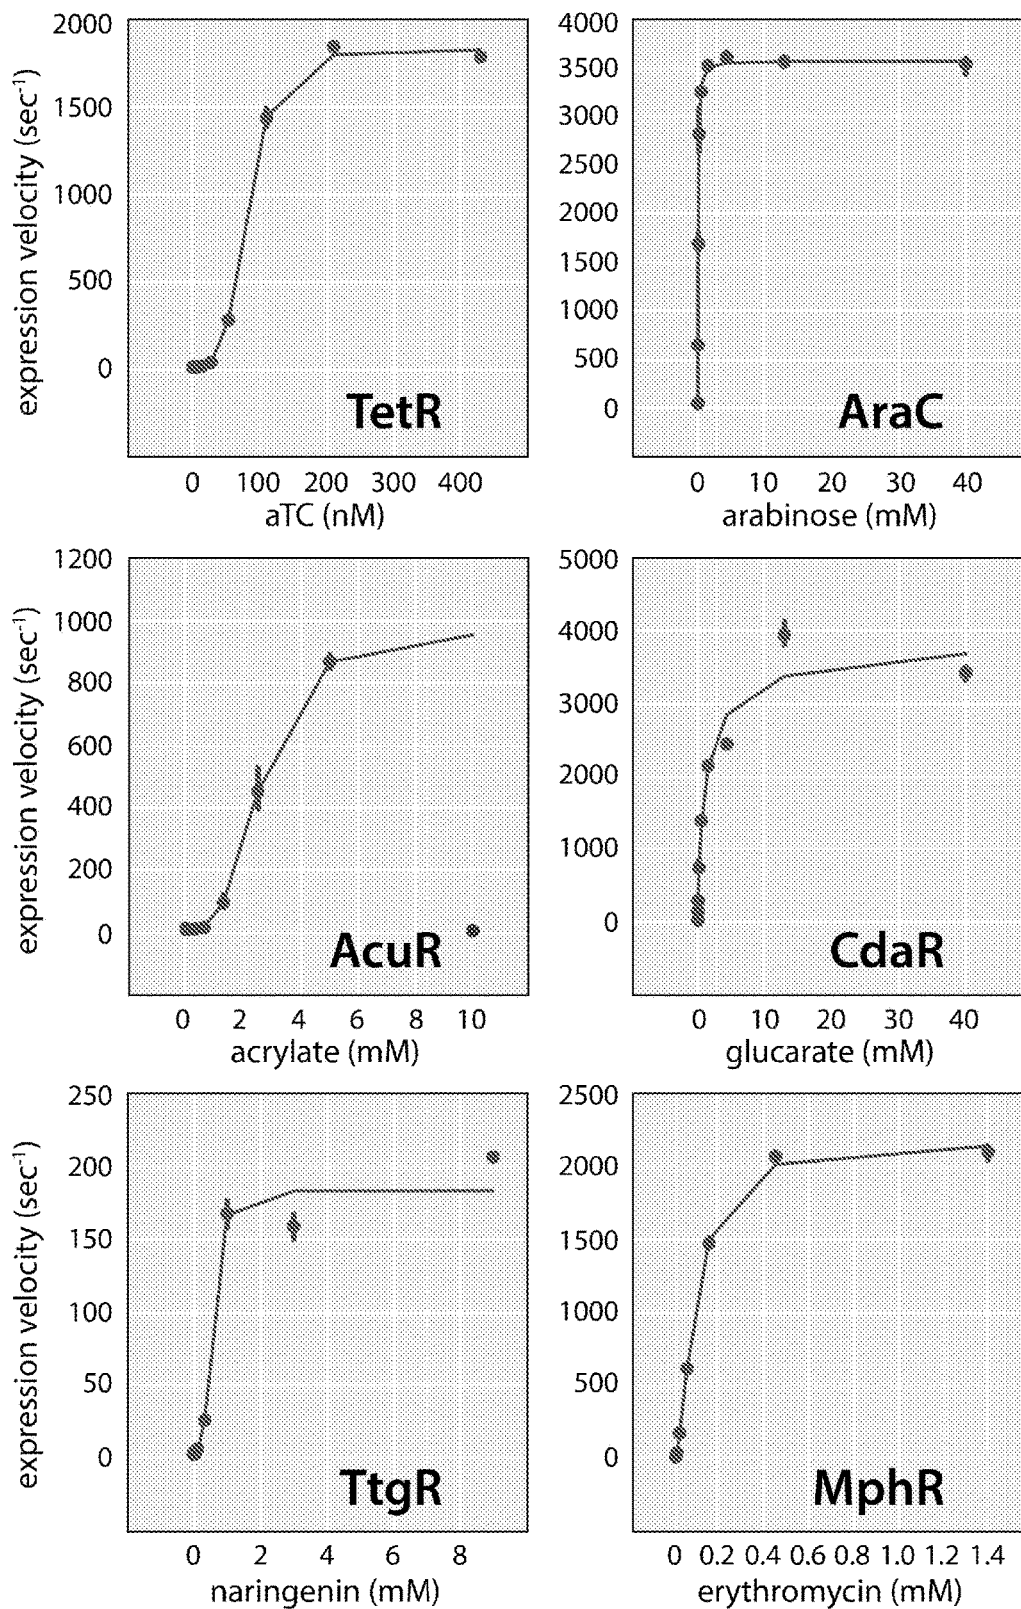 expression velocity (sec⁻¹)
2000
1500
1000
500
0
TetR
0 100 200 300 400
aTC (nM)
4000
3500
3000
2500
2000
1500
1000
500
0
AraC
0 10 20 30 40
arabinose (mM)
expression velocity (sec⁻¹)
1200
1000
800
600
400
200
0
AcuR
0 2 4 6 8 10
acrylate (mM)
5000
4000
3000
2000
1000
0
CdaR
0 10 20 30 40
glucarate (mM)
expression velocity (sec⁻¹)
250
200
150
100
50
0
TtgR
0 2 4 6 8
naringenin (mM)
2500
2000
1500
1000
500
0
MphR
0 0.2 0.4 0.6 0.8 1.0 1.2 1.4
erythromycin (mM)